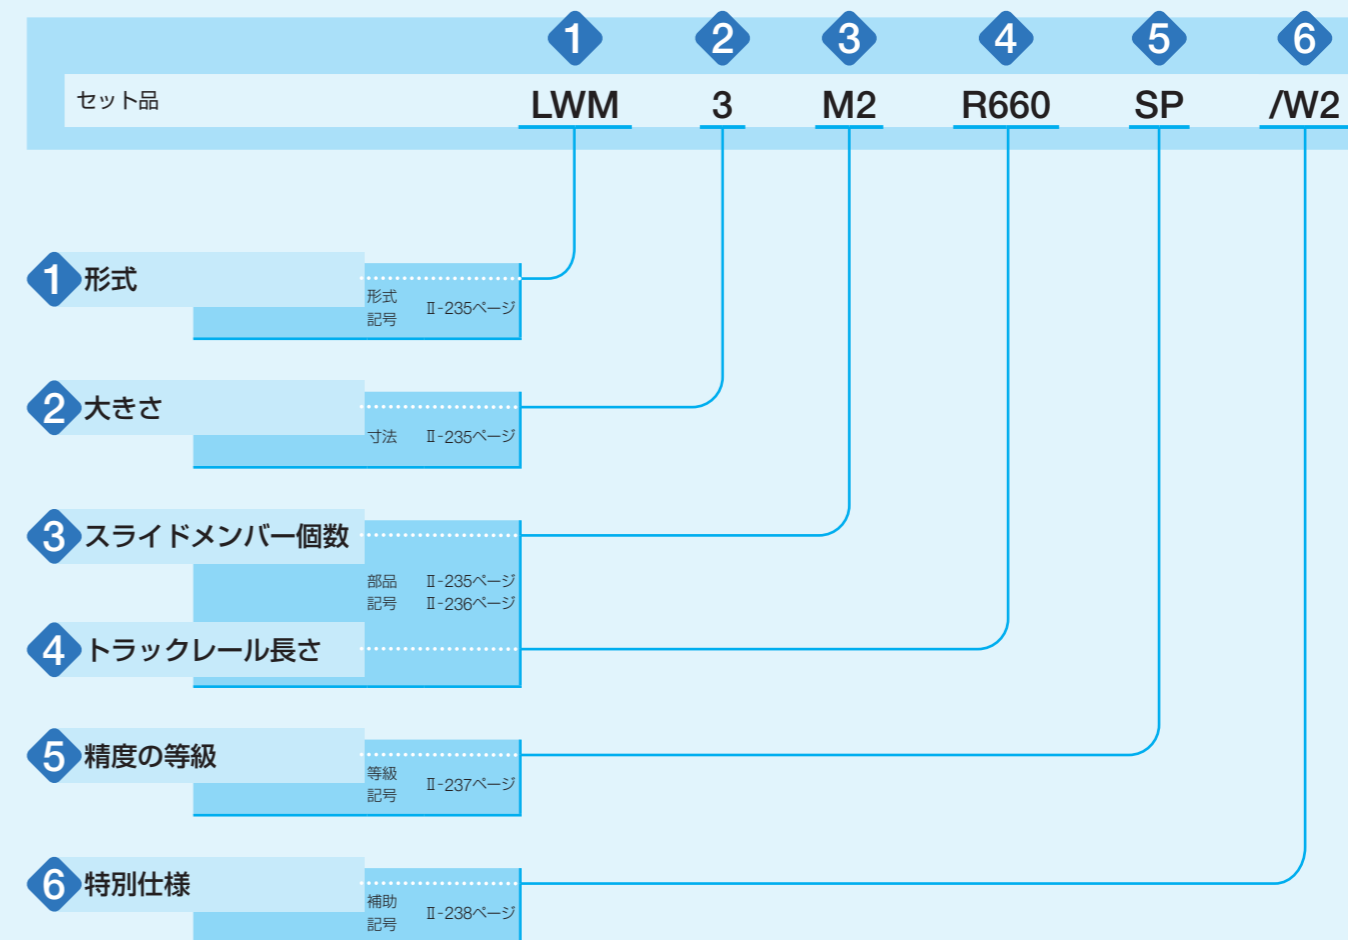 1 2 3 4 5 6
セット品 LWM 3 M2 R660 SP /W2
1 形式
形式
記号 Ⅱ-235ページ
2 大きさ
寸法 Ⅱ-235ページ
3 スライドメンバー個数
部品 Ⅱ-235ページ
記号 Ⅱ-236ページ
4 トラックレール長さ
5 精度の等級
等級
記号 Ⅱ-237ページ
6 特別仕様
補助
記号 Ⅱ-238ページ